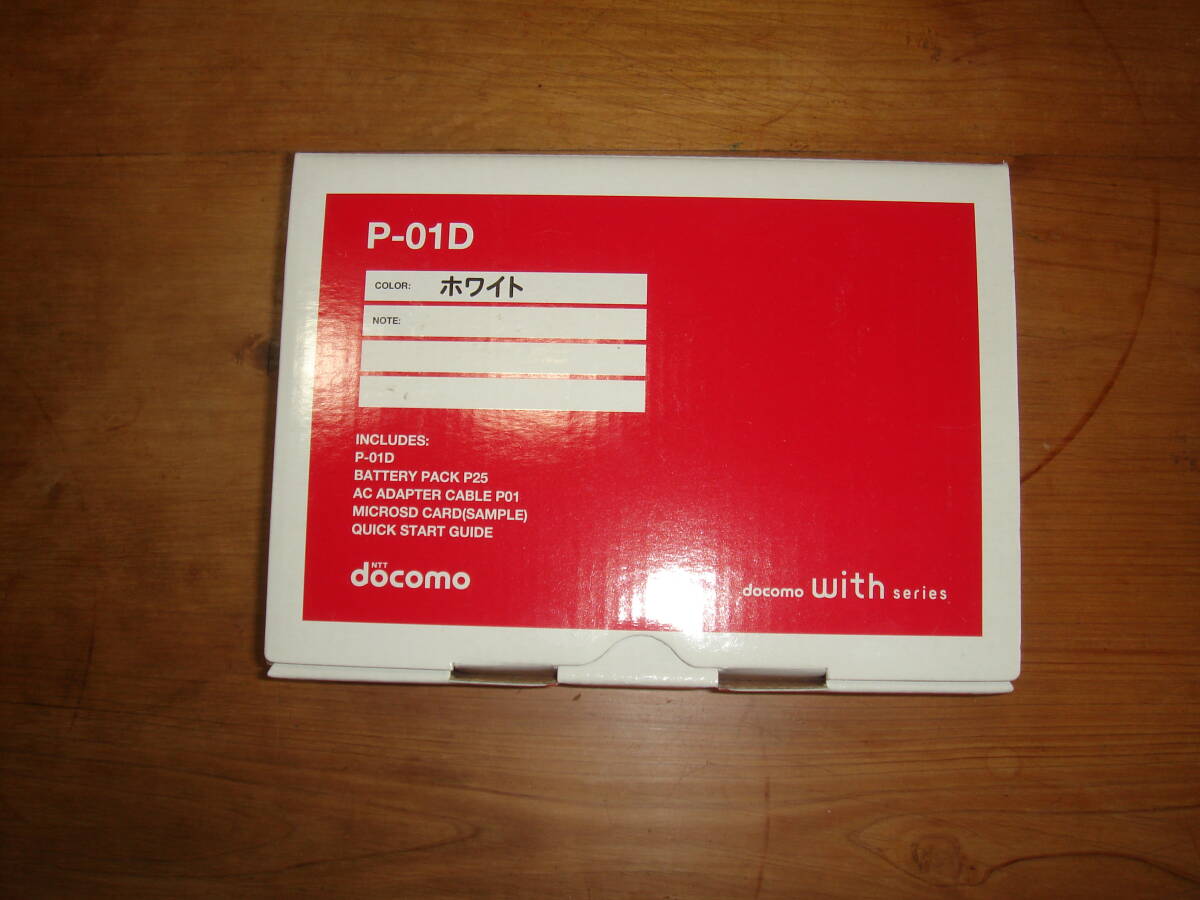 P-01D
COLOR: ホワイト
NOTE:
INCLUDES:
P-01D
BATTERY PACK P25
AC ADAPTER CABLE P01
MICROSD CARD(SAMPLE)
QUICK START GUIDE
NTT
döcomo
docomo with series